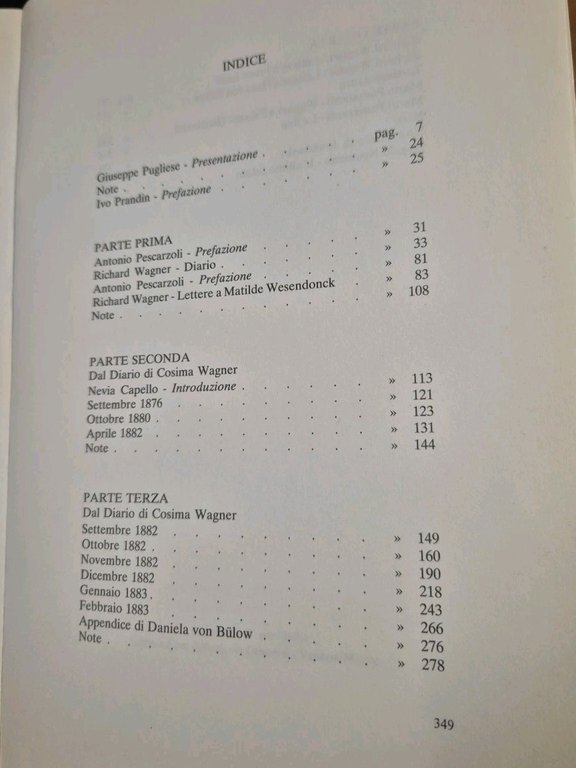 INDICE
Giuseppe Pugliese - Presentazione . . . . . pag. 7
Note . . . . . . . . . » 24
Ivo Prandin - Prefazione . . . . . . » 25
PARTE PRIMA
Antonio Pescarzoli - Prefazione . . . . . » 31
Richard Wagner - Diario . . . . . . » 33
Antonio Pescarzoli - Prefazione . . . . . » 81
Richard Wagner - Lettere a Matilde Wesendonck . » 83
Note . . . . . . . . . . » 108
PARTE SECONDA
Dal Diario di Cosima Wagner
Nevia Capello - Introduzione . . . . . » 113
Settembre 1876 . . . . . . . . » 121
Ottobre 1880 . . . . . . . . » 123
Aprile 1882 . . . . . . . . » 131
Note . . . . . . . . . . » 144
PARTE TERZA
Dal Diario di Cosima Wagner
Settembre 1882 . . . . . . . » 149
Ottobre 1882 . . . . . . . . » 160
Novembre 1882 . . . . . . . » 190
Dicembre 1882 . . . . . . . » 218
Gennaio 1883 . . . . . . . . » 243
Febbraio 1883 . . . . . . . » 266
Appendice di Daniela von Bülow . . . . » 276
Note . . . . . . . . . . » 278
349